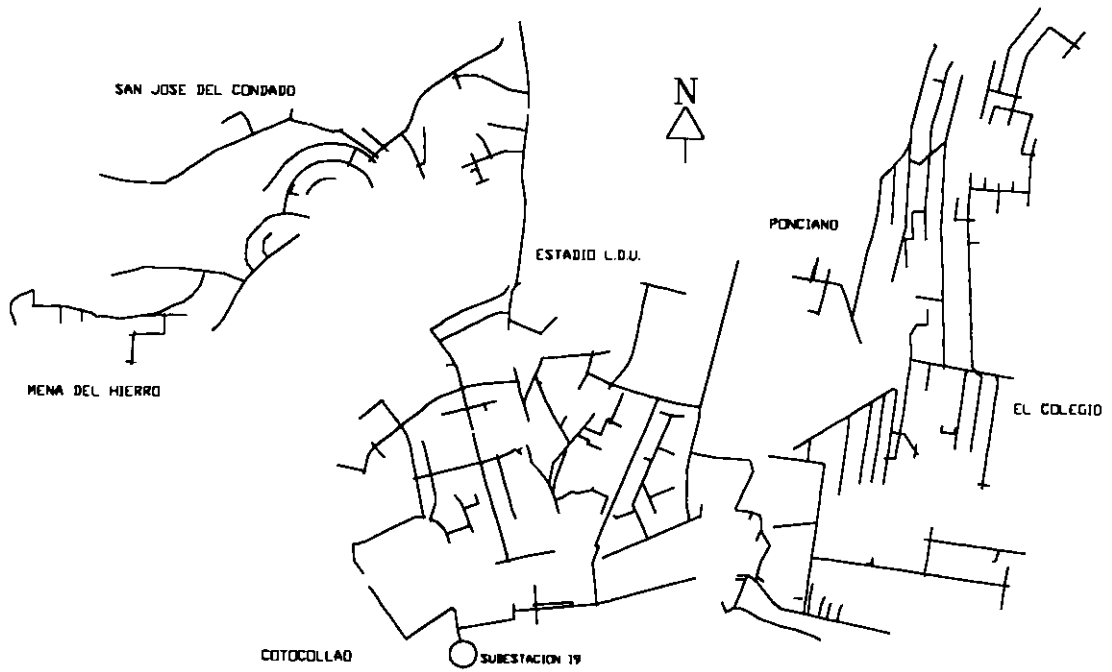 SAN JOSE DEL CONDADO
N
PONCIANO
ESTADIO L.D.U.
MENA DEL HIERRO
EL COLEGIO
COTOCOLLAO
SUBESTACION 19